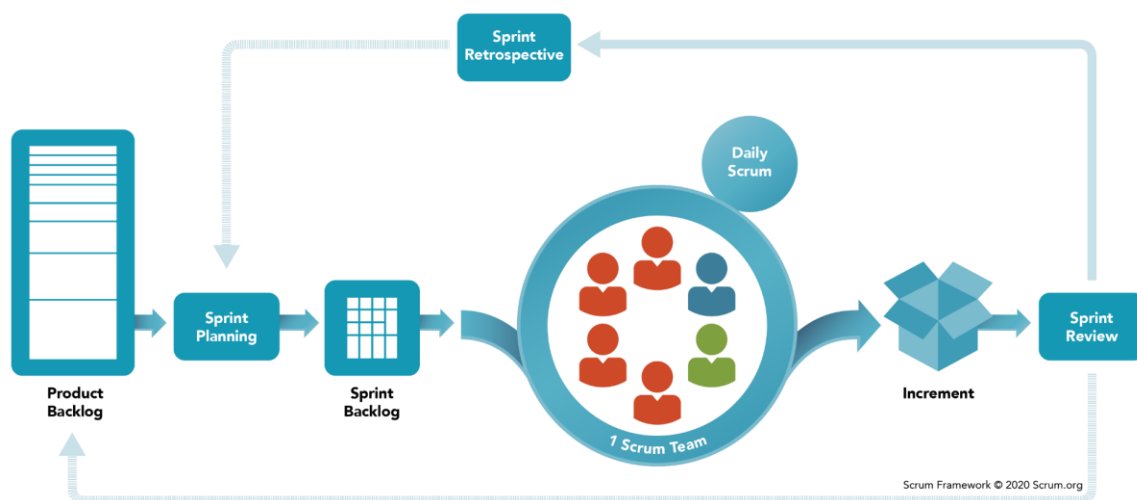 Sprint
Retrospective
Daily
Scrum
Sprint
Planning
Sprint
Review
Product
Backlog
Sprint
Backlog
Increment
1 Scrum Team
Scrum Framework © 2020 Scrum.org